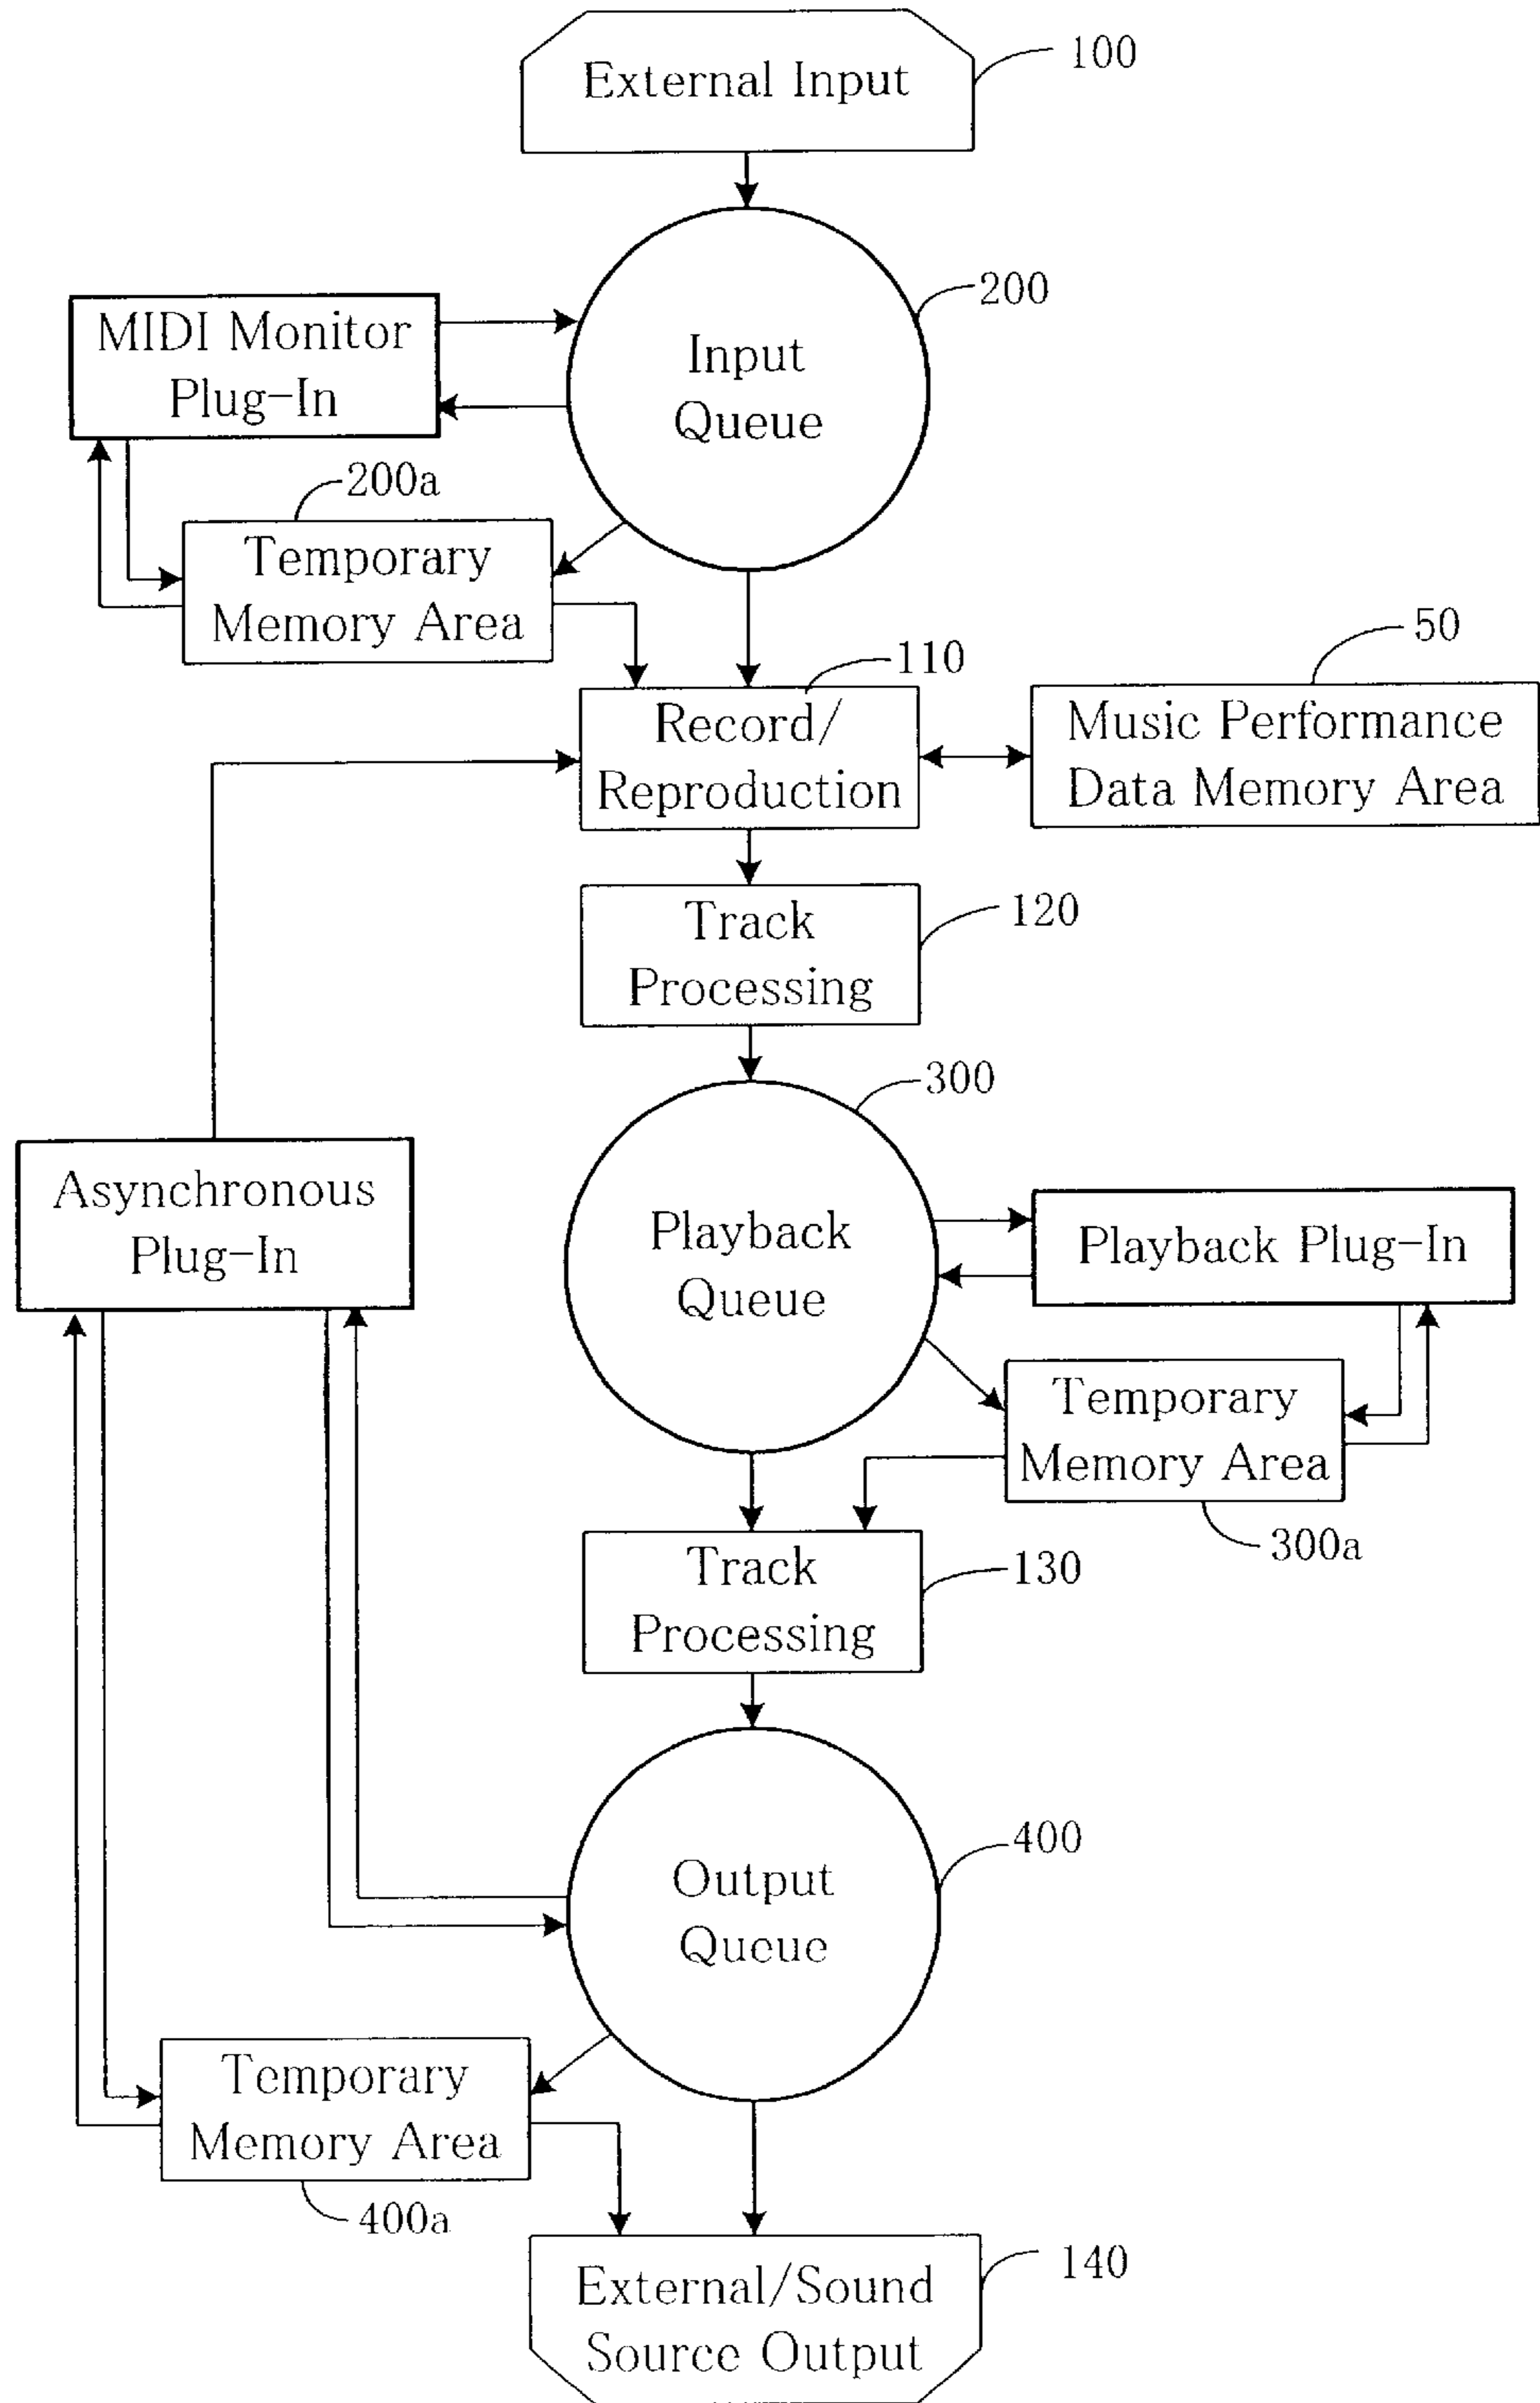 External Input
100
200
MIDI Monitor
Plug-In
Input
Queue
200a
Temporary
Memory Area
50
110
Record/
Reproduction
Music Performance
Data Memory Area
Track
Processing
120
300
Asynchronous
Plug-In
Playback
Queue
Playback Plug-In
Temporary
Memory Area
300a
Track
Processing
130
400
Output
Queue
Temporary
Memory Area
400a
External/Sound
Source Output
140